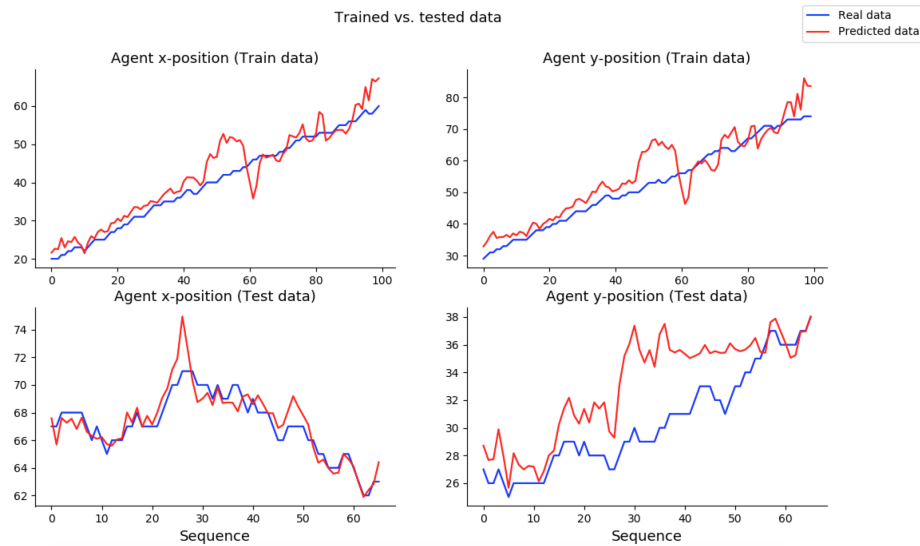 Trained vs. tested data
Real data
Predicted data
Agent x-position (Train data)
60
50
40
30
20
0 20 40 60 80 100
Agent y-position (Train data)
80
70
60
50
40
30
0 20 40 60 80 100
Agent x-position (Test data)
74
72
70
68
66
64
62
0 10 20 30 40 50 60
Sequence
Agent y-position (Test data)
38
36
34
32
30
28
26
0 10 20 30 40 50 60
Sequence